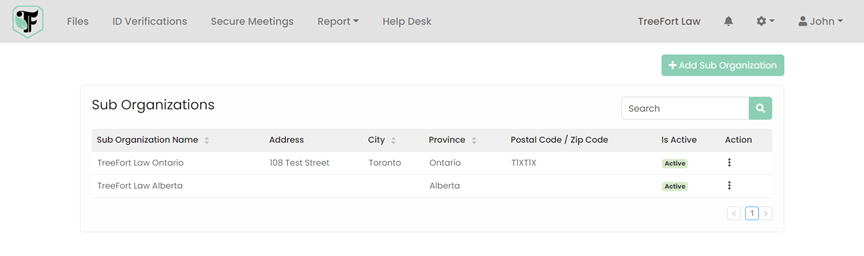 Files ID Verifications Secure Meetings Report Help Desk TreeFort Law John
+ Add Sub Organization
Sub Organizations
Search
Sub Organization Name Address City Province Postal Code / Zip Code Is Active Action
TreeFort Law Ontario 108 Test Street Toronto Ontario T1XT1X Active
TreeFort Law Alberta Alberta Active
< 1 >